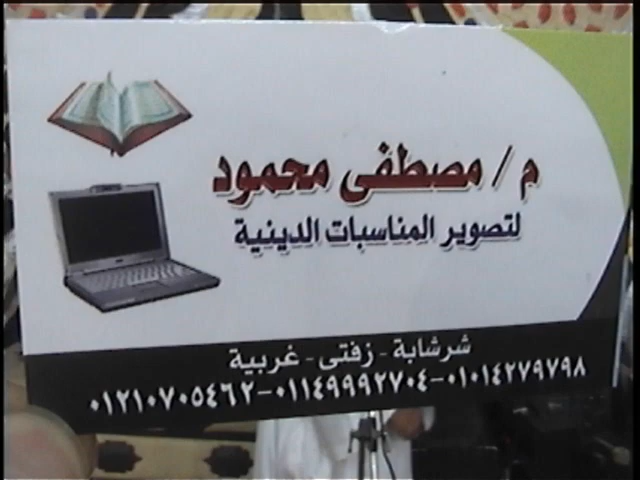 م/ مصطفى محمود
لتصوير المناسبات الدينية
شرشابة - زفتى - غربية
٠١٢١٠٧٠٥٤٦٢-٠١١٤٩٩٩٢٧٠٤-٠١٠١٤٢٧٩٧٩٨